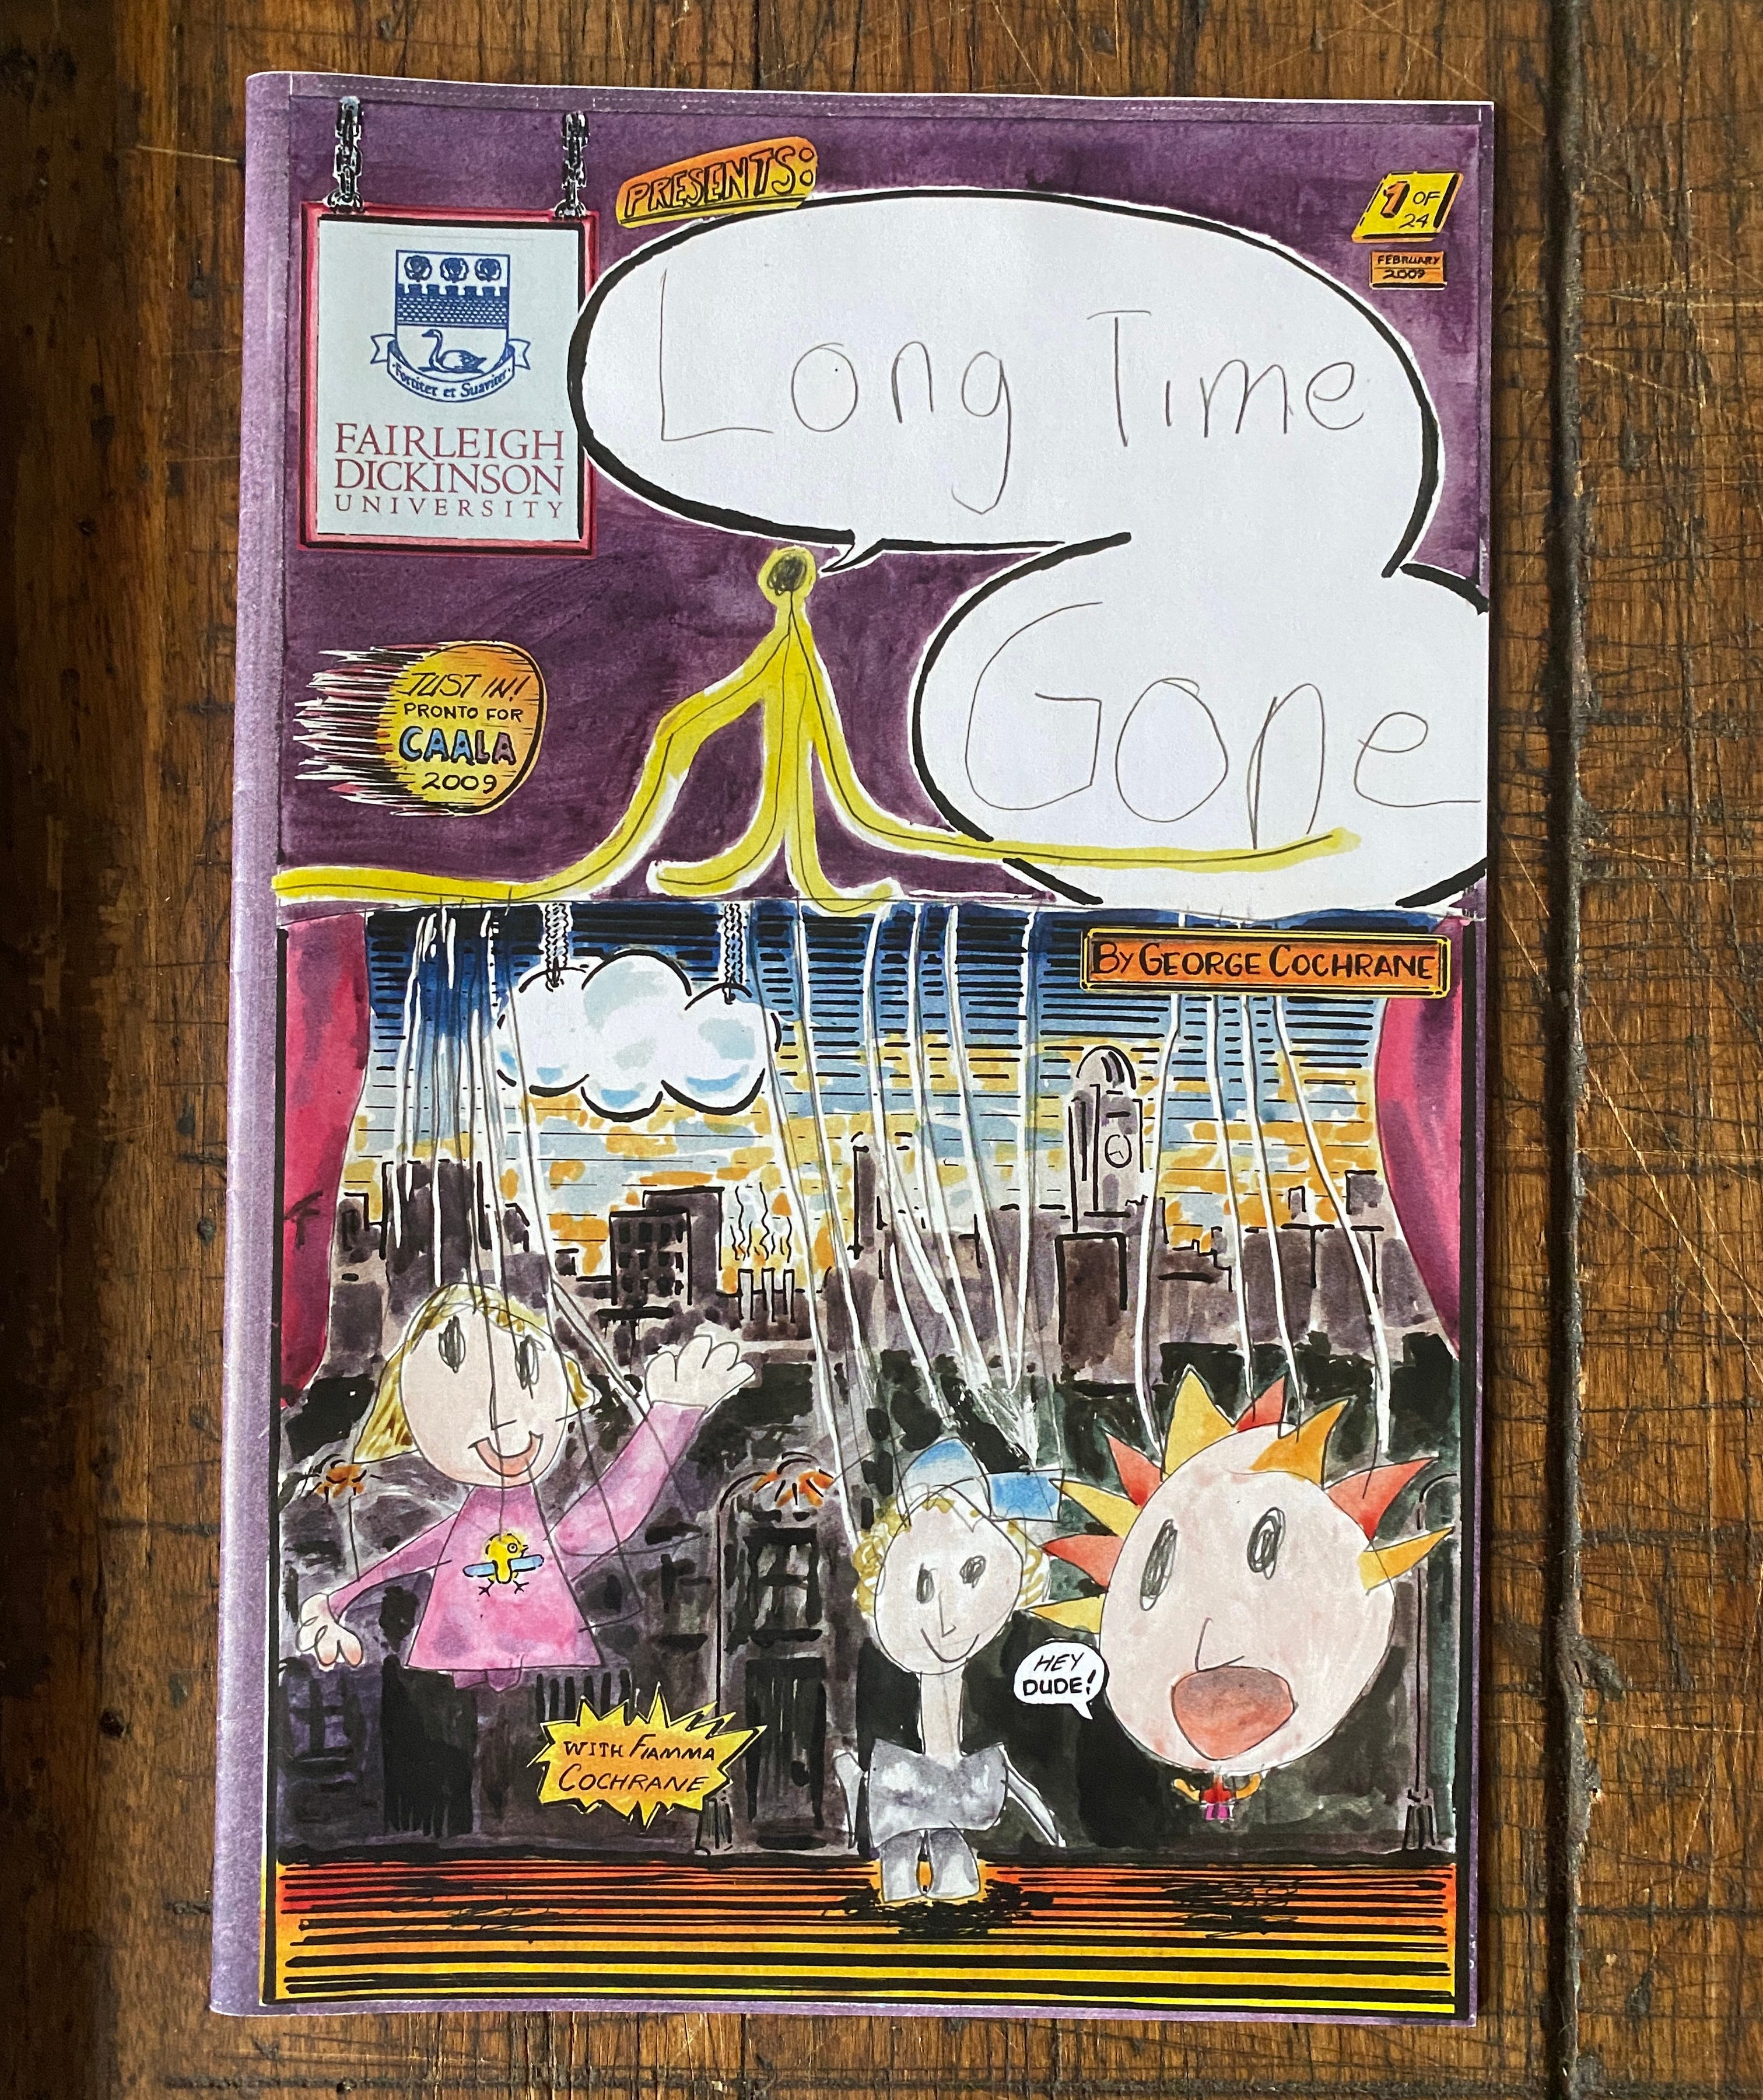 PRESENTS:
1 OF
24
FEBRUARY
2009
Fortiter et Suaviter
FAIRLEIGH
DICKINSON
UNIVERSITY
Long Time
Gone
JUST IN!
PRONTO FOR
CAALA
2009
BY GEORGE COCHRANE
HEY
DUDE!
WITH FIAMMA
COCHRANE